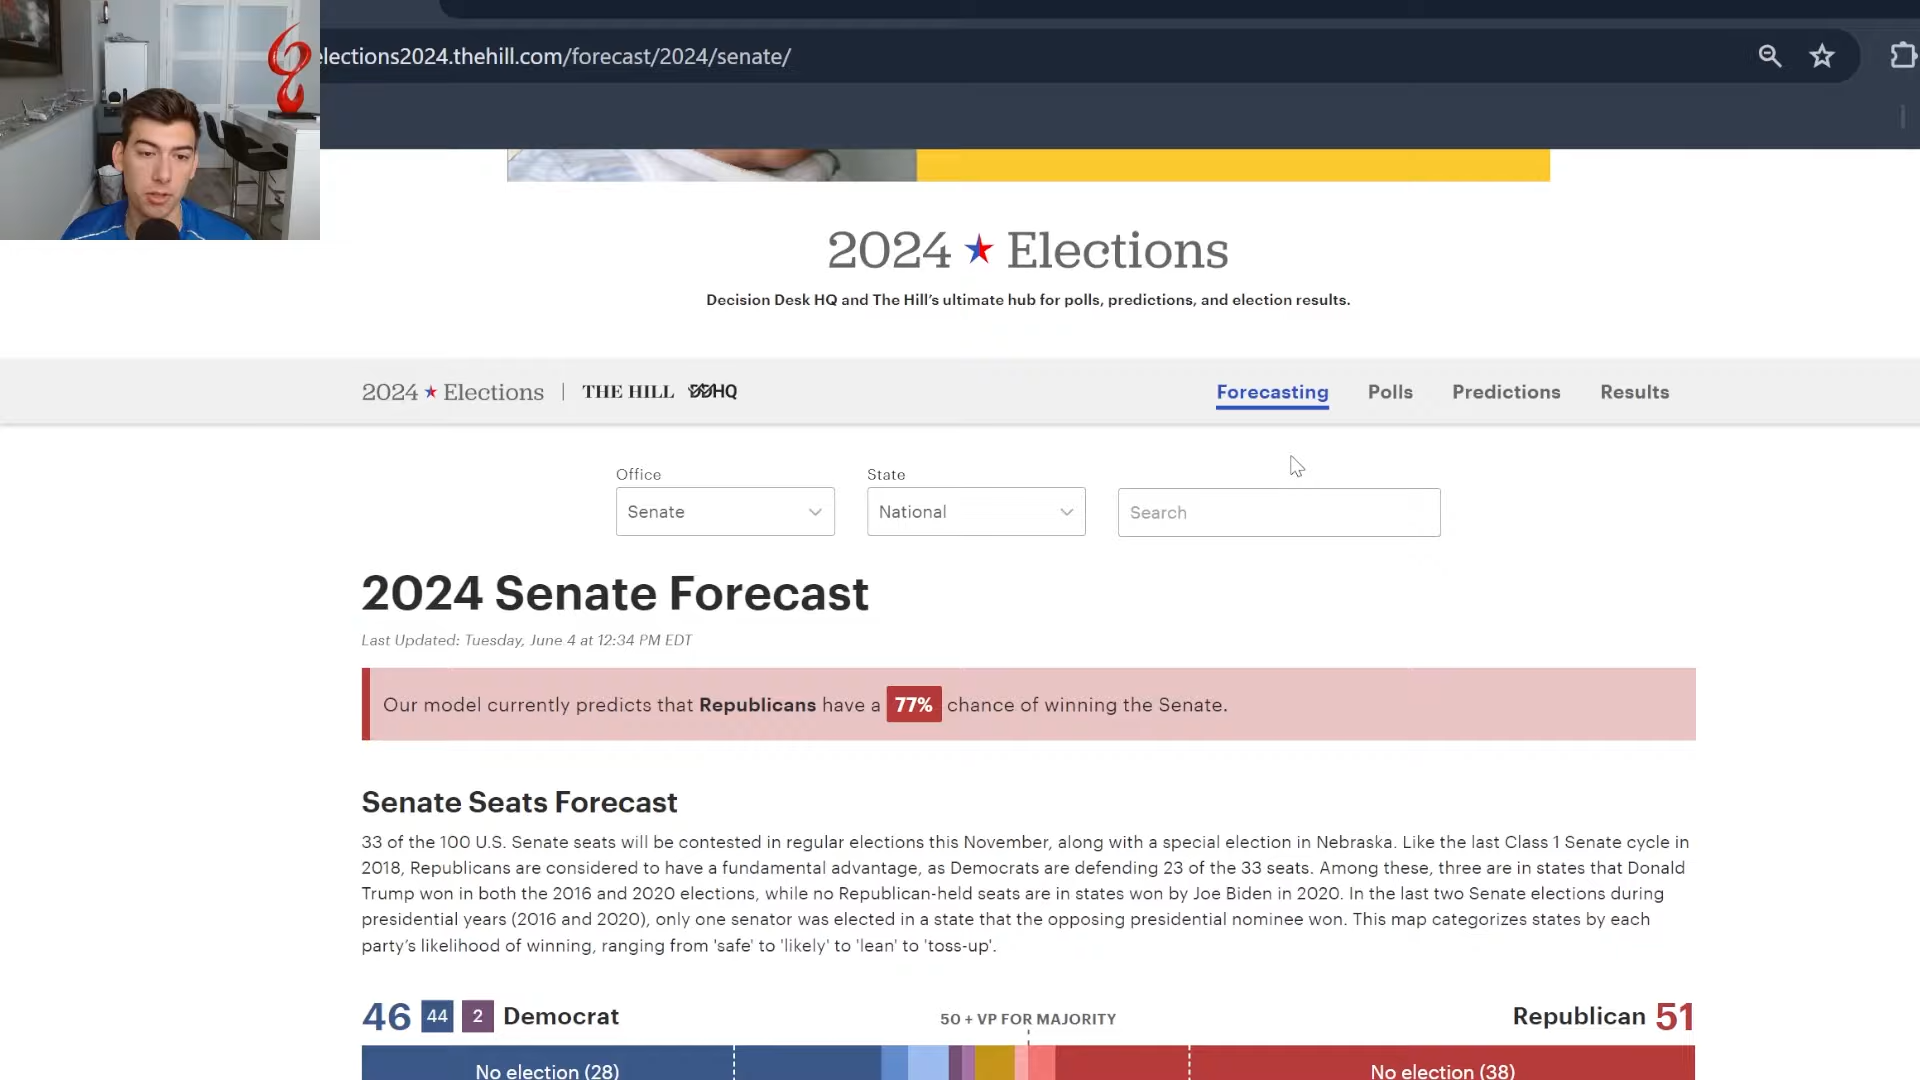 elections2024.thehill.com/forecast/2024/senate/
2024 Elections
Decision Desk HQ and The Hill's ultimate hub for polls, predictions, and election results.
2024 Elections | THE HILL DDHQ
Forecasting Polls Predictions Results
Office
State
Senate
National
Search
2024 Senate Forecast
Last Updated: Tuesday, June 4 at 12:34 PM EDT
Our model currently predicts that Republicans have a 77% chance of winning the Senate.
Senate Seats Forecast
33 of the 100 U.S. Senate seats will be contested in regular elections this November, along with a special election in Nebraska. Like the last Class 1 Senate cycle in
2018, Republicans are considered to have a fundamental advantage, as Democrats are defending 23 of the 33 seats. Among these, three are in states that Donald
Trump won in both the 2016 and 2020 elections, while no Republican-held seats are in states won by Joe Biden in 2020. In the last two Senate elections during
presidential years (2016 and 2020), only one senator was elected in a state that the opposing presidential nominee won. This map categorizes states by each
party's likelihood of winning, ranging from 'safe' to 'likely' to 'lean' to 'toss-up'.
46 44 2 Democrat
50 + VP FOR MAJORITY
Republican 51
No election (28)
No election (38)